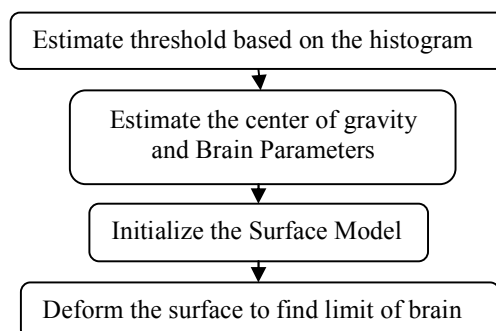 Estimate threshold based on the histogram
Estimate the center of gravity
and Brain Parameters
Initialize the Surface Model
Deform the surface to find limit of brain